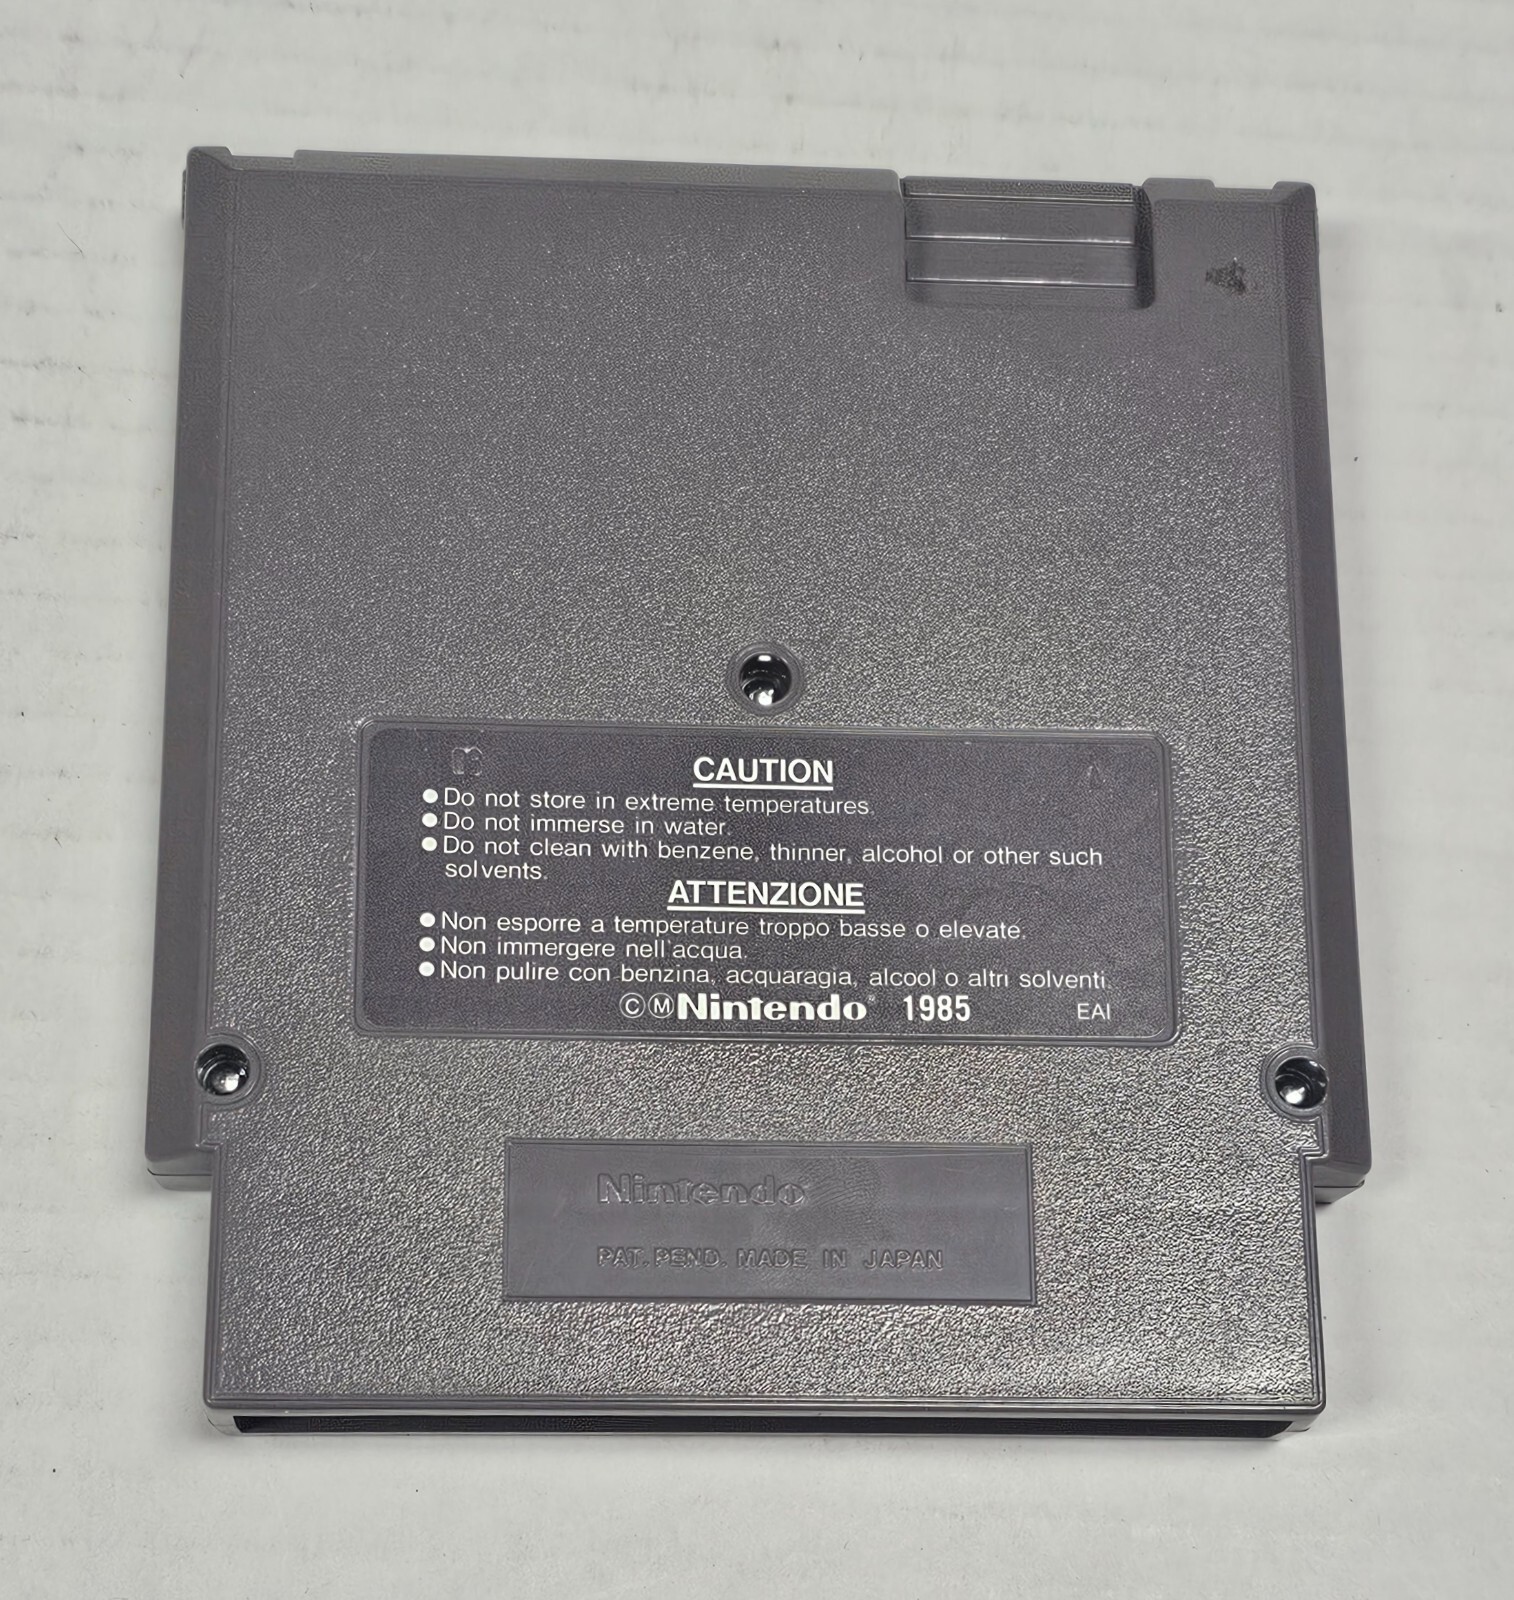 CAUTION
●Do not store in extreme temperatures.
●Do not immerse in water.
●Do not clean with benzene, thinner, alcohol or other such
solvents.
ATTENZIONE
●Non esporre a temperature troppo basse o elevate.
●Non immergere nell'acqua.
●Non pulire con benzina, acquaragia, alcool o altri solventi.
ⒸⓂNintendo® 1985 EAI
Nintendo®
PAT. PEND. MADE IN JAPAN